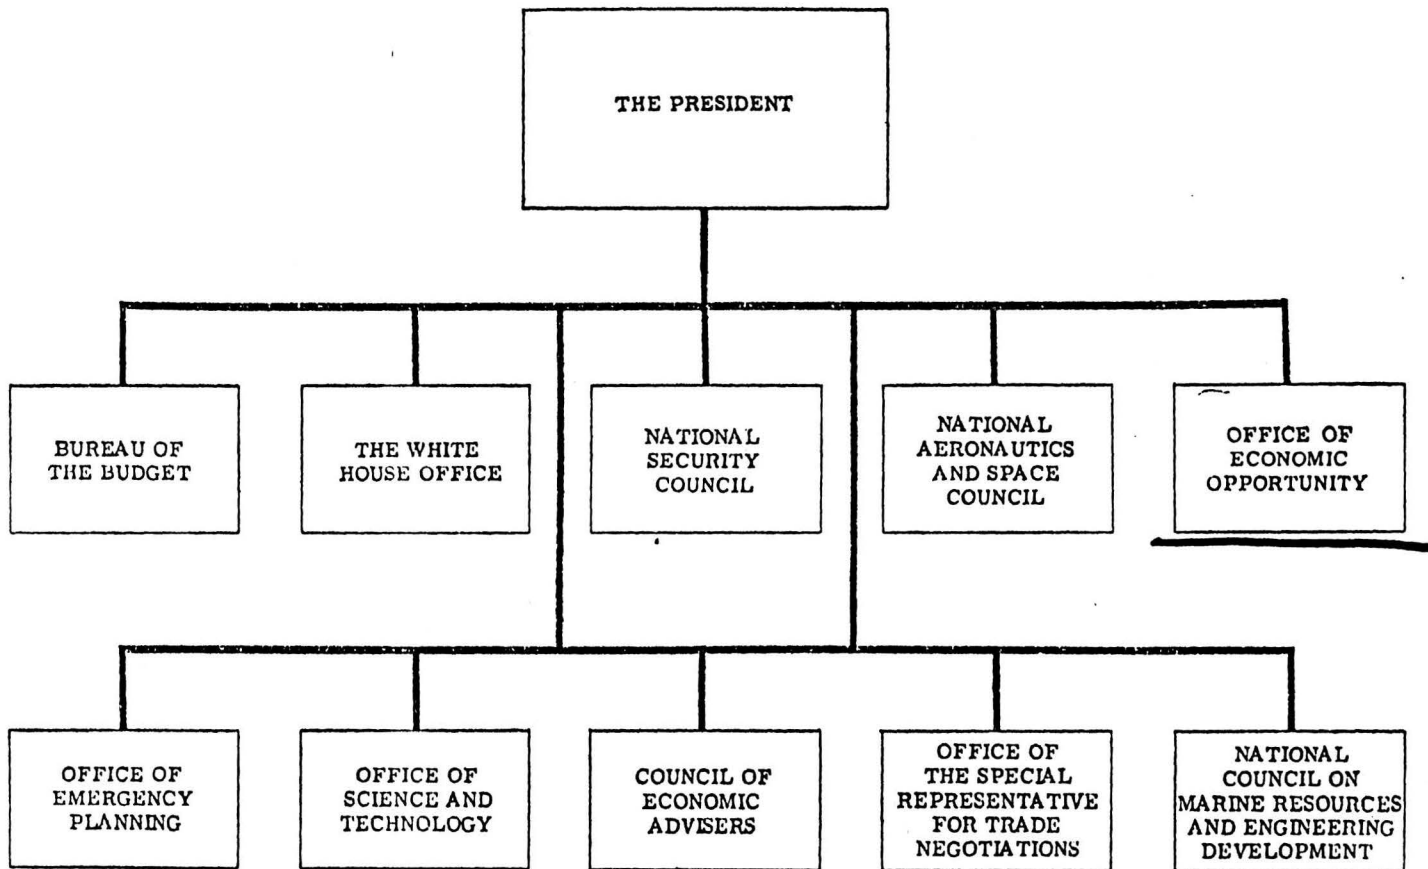 THE PRESIDENT
BUREAU OF
THE BUDGET
THE WHITE
HOUSE OFFICE
NATIONAL
SECURITY
COUNCIL
NATIONAL
AERONAUTICS
AND SPACE
COUNCIL
OFFICE OF
ECONOMIC
OPPORTUNITY
OFFICE OF
EMERGENCY
PLANNING
OFFICE OF
SCIENCE AND
TECHNOLOGY
COUNCIL OF
ECONOMIC
ADVISERS
OFFICE OF
THE SPECIAL
REPRESENTATIVE
FOR TRADE
NEGOTIATIONS
NATIONAL
COUNCIL ON
MARINE RESOURCES
AND ENGINEERING
DEVELOPMENT